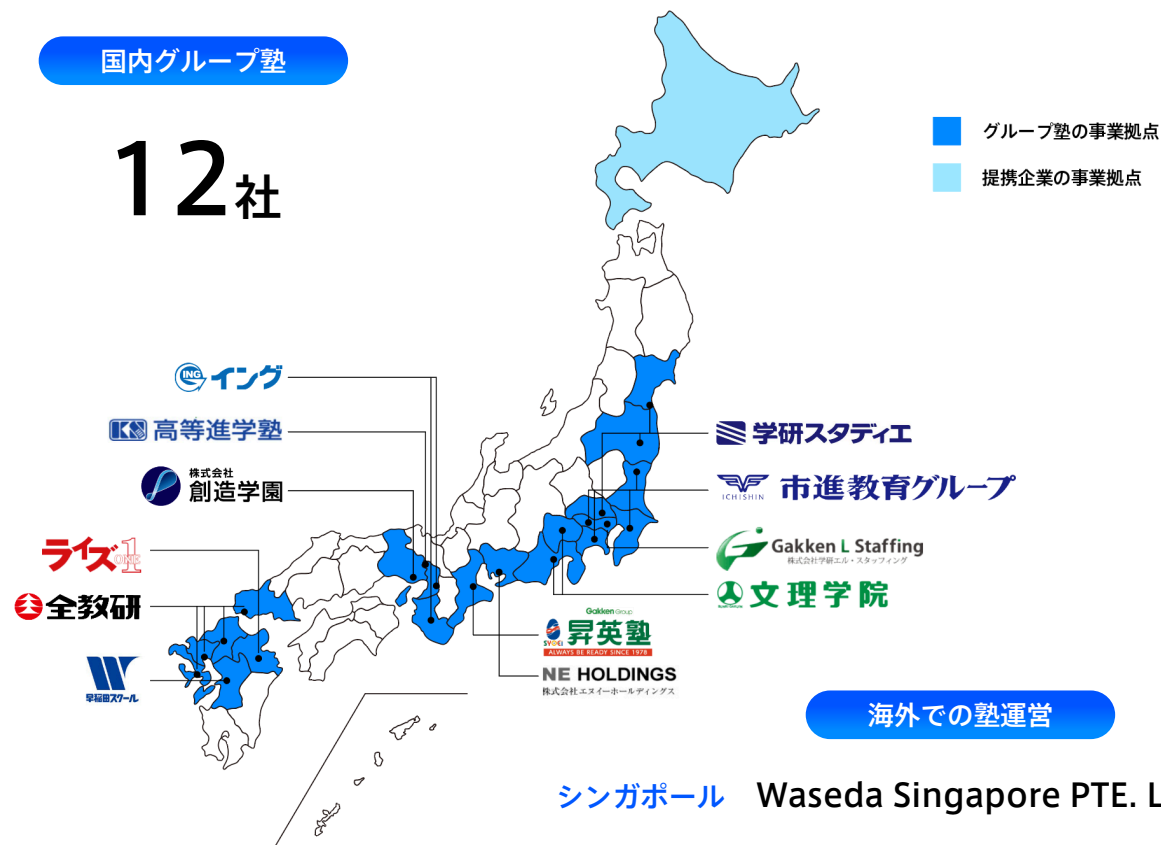 国内グループ塾
12社
グループ塾の事業拠点
提携企業の事業拠点
ING イング
KS 高等進学塾
株式会社
創造学園
ライズ1
ONE
全教研
W
早稲田スクール
学研スタディエ
ICHISHIN 市進教育グループ
Gakken L Staffing
株式会社学研エル・スタッフィング
文理学院
Gakken Group
昇英塾
SYOEI
ALWAYS BE READY SINCE 1978
NE HOLDINGS
株式会社エヌイーホールディングス
海外での塾運営
シンガポール Waseda Singapore PTE. L